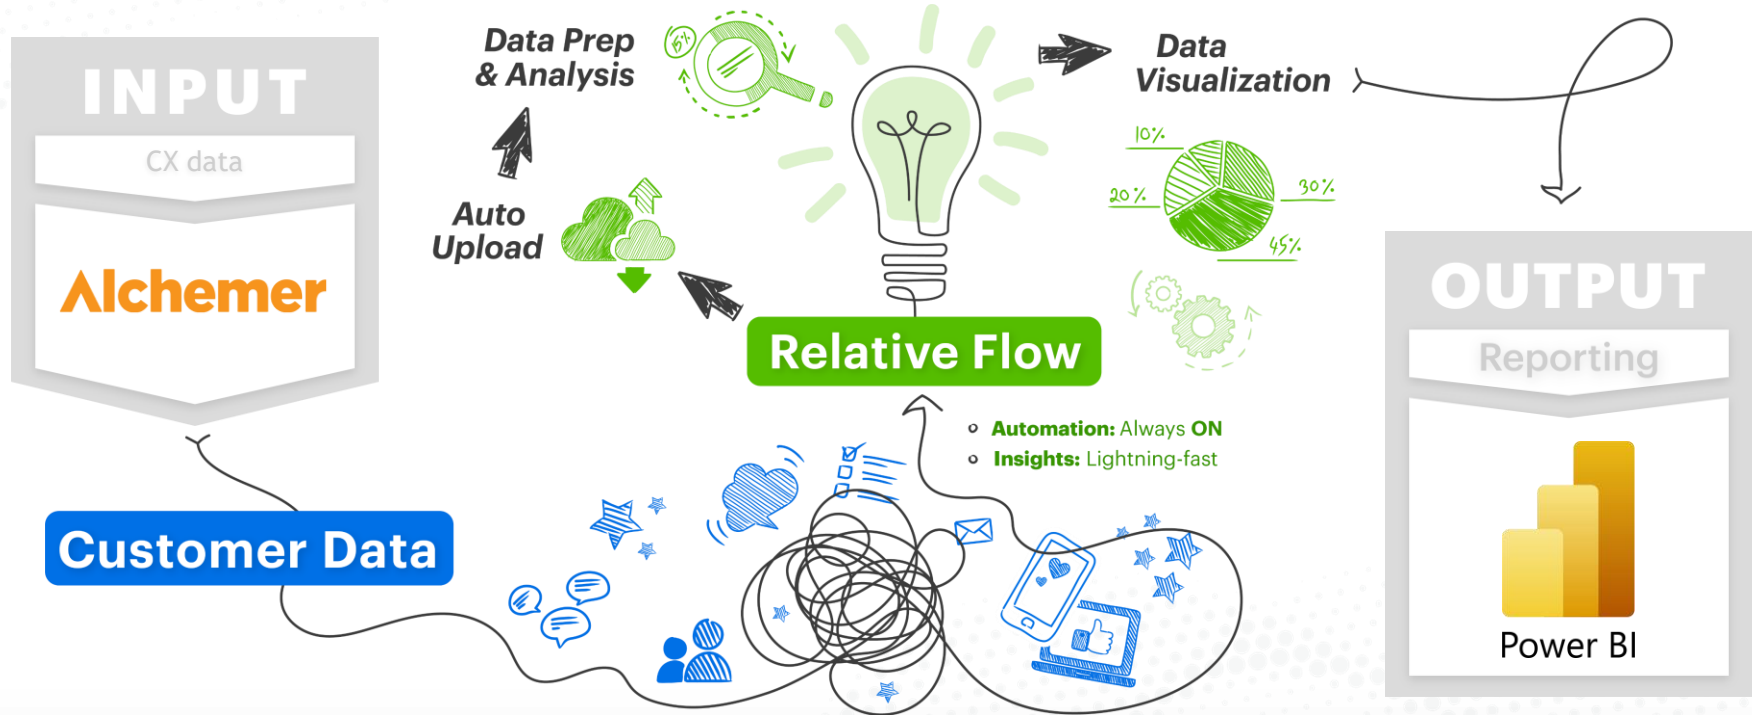 INPUT
CX data
Alchemer
Customer Data
Data Prep
& Analysis
15%
Auto
Upload
Relative Flow
Automation: Always ON
Insights: Lightning-fast
Data
Visualization
10%
20%
30%
45%
OUTPUT
Reporting
Power BI